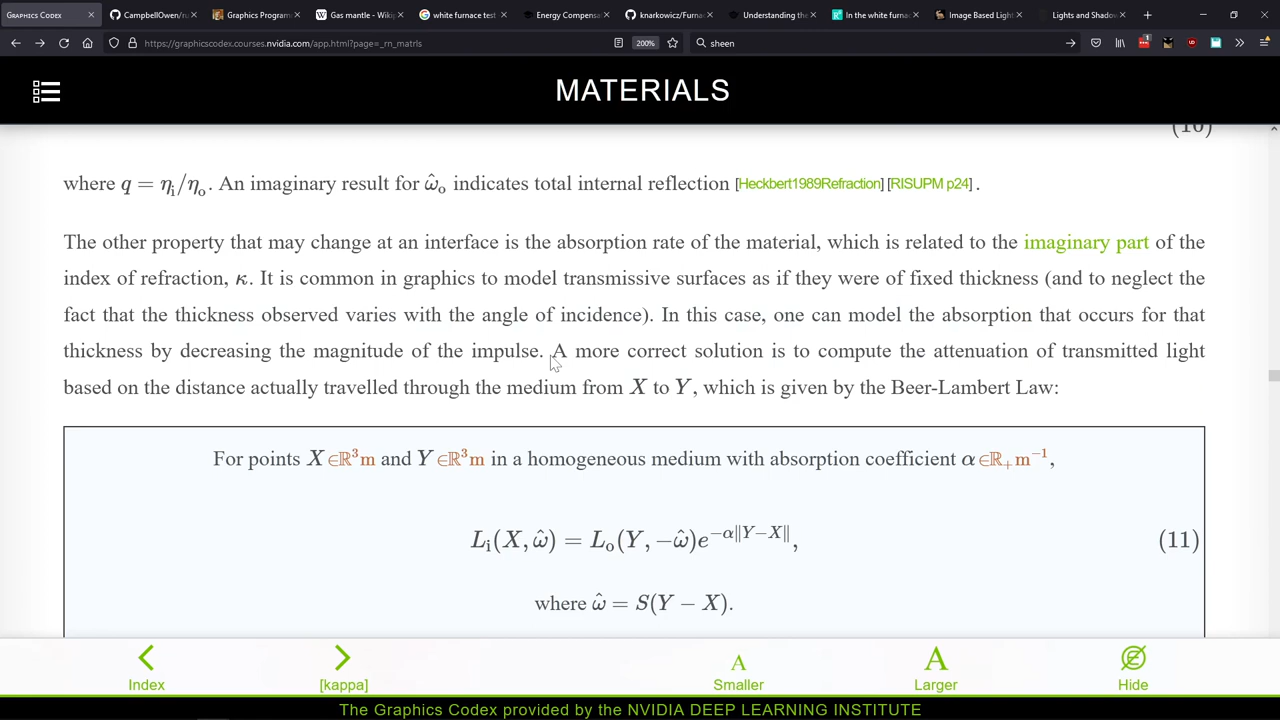 Graphics Codex
CampbellOwen/ru
Graphics Program
Gas mantle - Wiki
white furnace test
Energy Compensa
knarkowicz/Furna
Understanding the
In the white furnac
Image Based Light
Lights and Shadow
https://graphicscodex.courses.nvidia.com/app.html?page=_rn_matrls
200%
sheen
MATERIALS
(10)
where q = ηi/ηo. An imaginary result for ω̂o indicates total internal reflection [Heckbert1989Refraction] [RISUPM p24] .
The other property that may change at an interface is the absorption rate of the material, which is related to the imaginary part of the
index of refraction, κ. It is common in graphics to model transmissive surfaces as if they were of fixed thickness (and to neglect the
fact that the thickness observed varies with the angle of incidence). In this case, one can model the absorption that occurs for that
thickness by decreasing the magnitude of the impulse. A more correct solution is to compute the attenuation of transmitted light
based on the distance actually travelled through the medium from X to Y, which is given by the Beer-Lambert Law:
For points X∈ℝ³m and Y∈ℝ³m in a homogeneous medium with absorption coefficient α∈ℝ₊m⁻¹,
Li(X, ω̂) = Lo(Y, −ω̂)e^−α‖Y−X‖, (11)
where ω̂ = S(Y − X).
Index
[kappa]
A
Smaller
A
Larger
Hide
The Graphics Codex provided by the NVIDIA DEEP LEARNING INSTITUTE